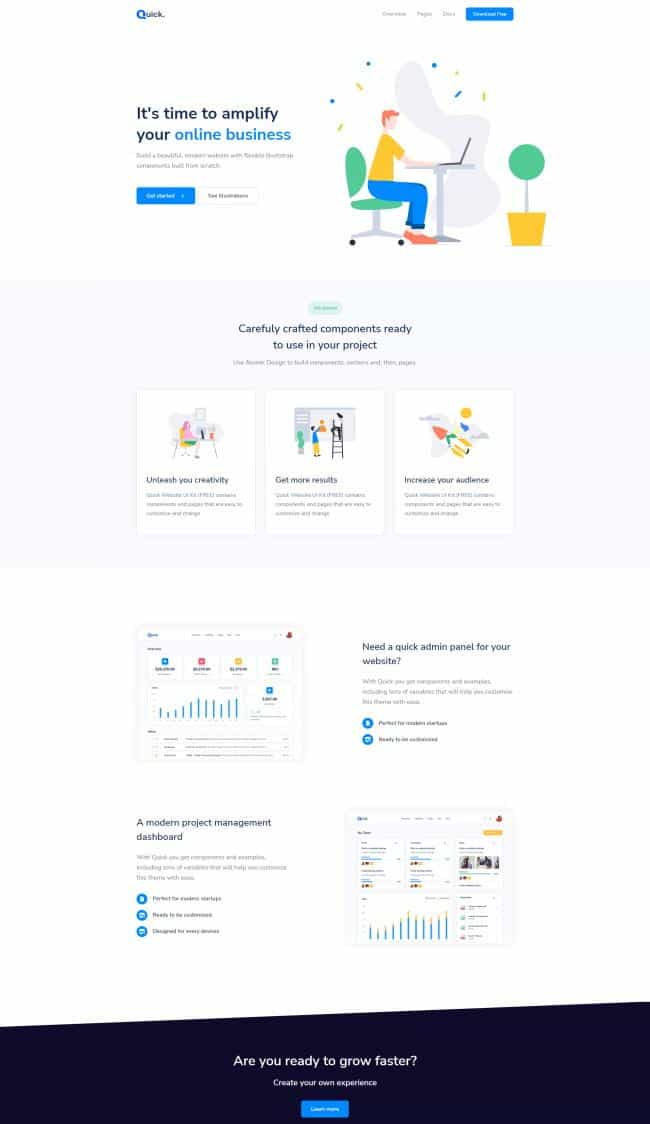 Quick.
Overview Pages Docs Download Free
It's time to amplify
your online business
Build a beautiful, modern website with flexible Bootstrap
components built from scratch.
Get started
See Illustrations
Get started
Carefuly crafted components ready
to use in your project
Use Atomic Design to build components, sections and, then, pages.
Unleash you creativity
Quick Website UI Kit (FREE) contains
components and pages that are easy to
customize and change.
Get more results
Quick Website UI Kit (FREE) contains
components and pages that are easy to
customize and change.
Increase your audience
Quick Website UI Kit (FREE) contains
components and pages that are easy to
customize and change.
Need a quick admin panel for your
website?
With Quick you get components and examples,
including tons of variables that will help you customize
this theme with ease.
Perfect for modern startups
Ready to be customized
A modern project management
dashboard
With Quick you get components and examples,
including tons of variables that will help you customize
this theme with ease.
Perfect for modern startups
Ready to be customized
Designed for every devices
Are you ready to grow faster?
Create your own experience
Learn more